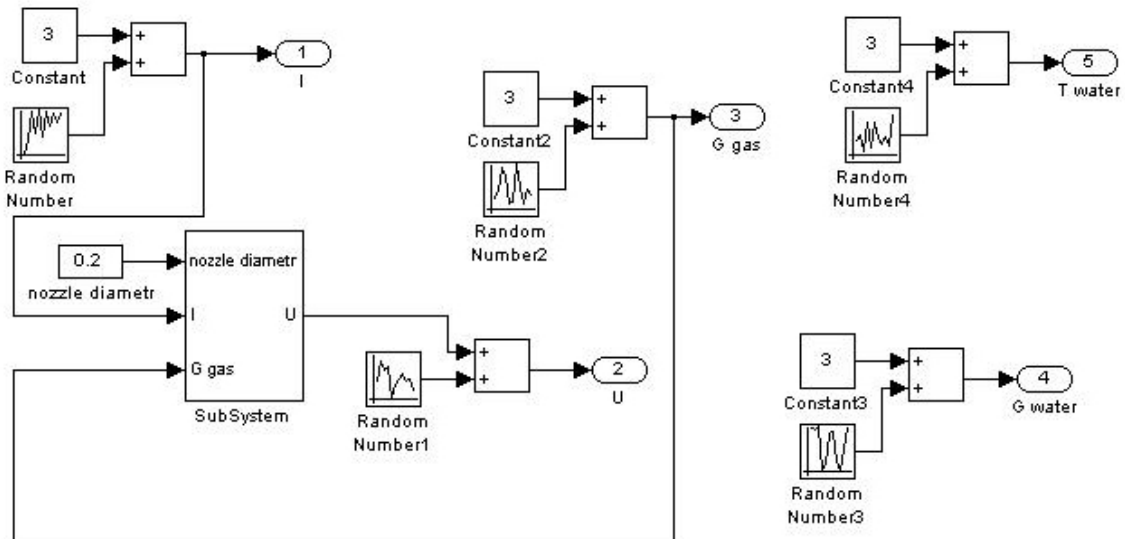 3
+
+
Constant
1
I
Random
Number
3
+
+
Constant2
3
G gas
Random
Number2
3
+
+
Constant4
5
T water
Random
Number4
0.2
nozzle diametr
nozzle diametr
I
U
G gas
SubSystem
+
+
2
U
Random
Number1
3
+
+
Constant3
4
G water
Random
Number3